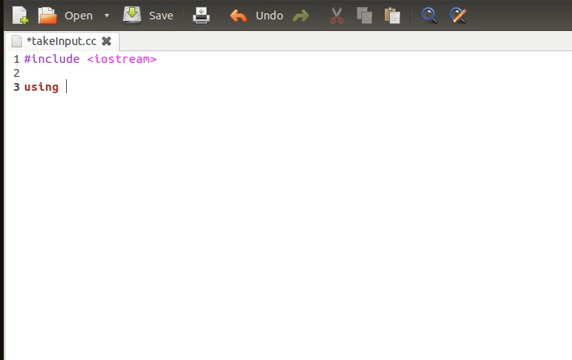 Open Save Undo
*takeInput.cc
1 #include <iostream>
2
3 using